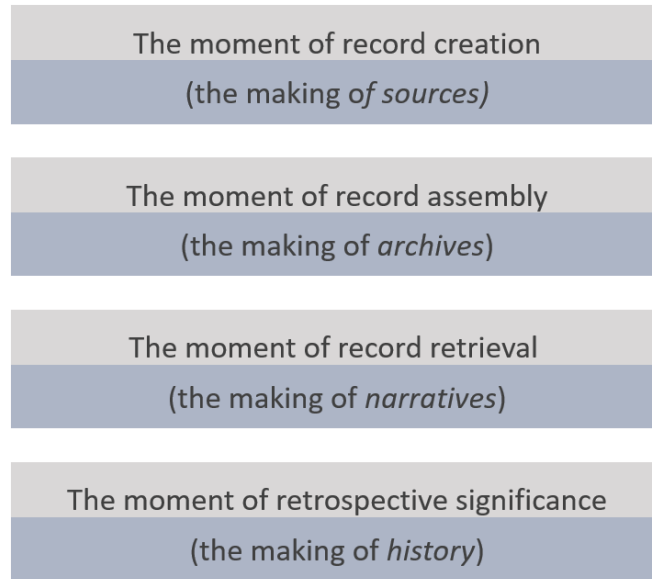 The moment of record creation
(the making of sources)
The moment of record assembly
(the making of archives)
The moment of record retrieval
(the making of narratives)
The moment of retrospective significance
(the making of history)